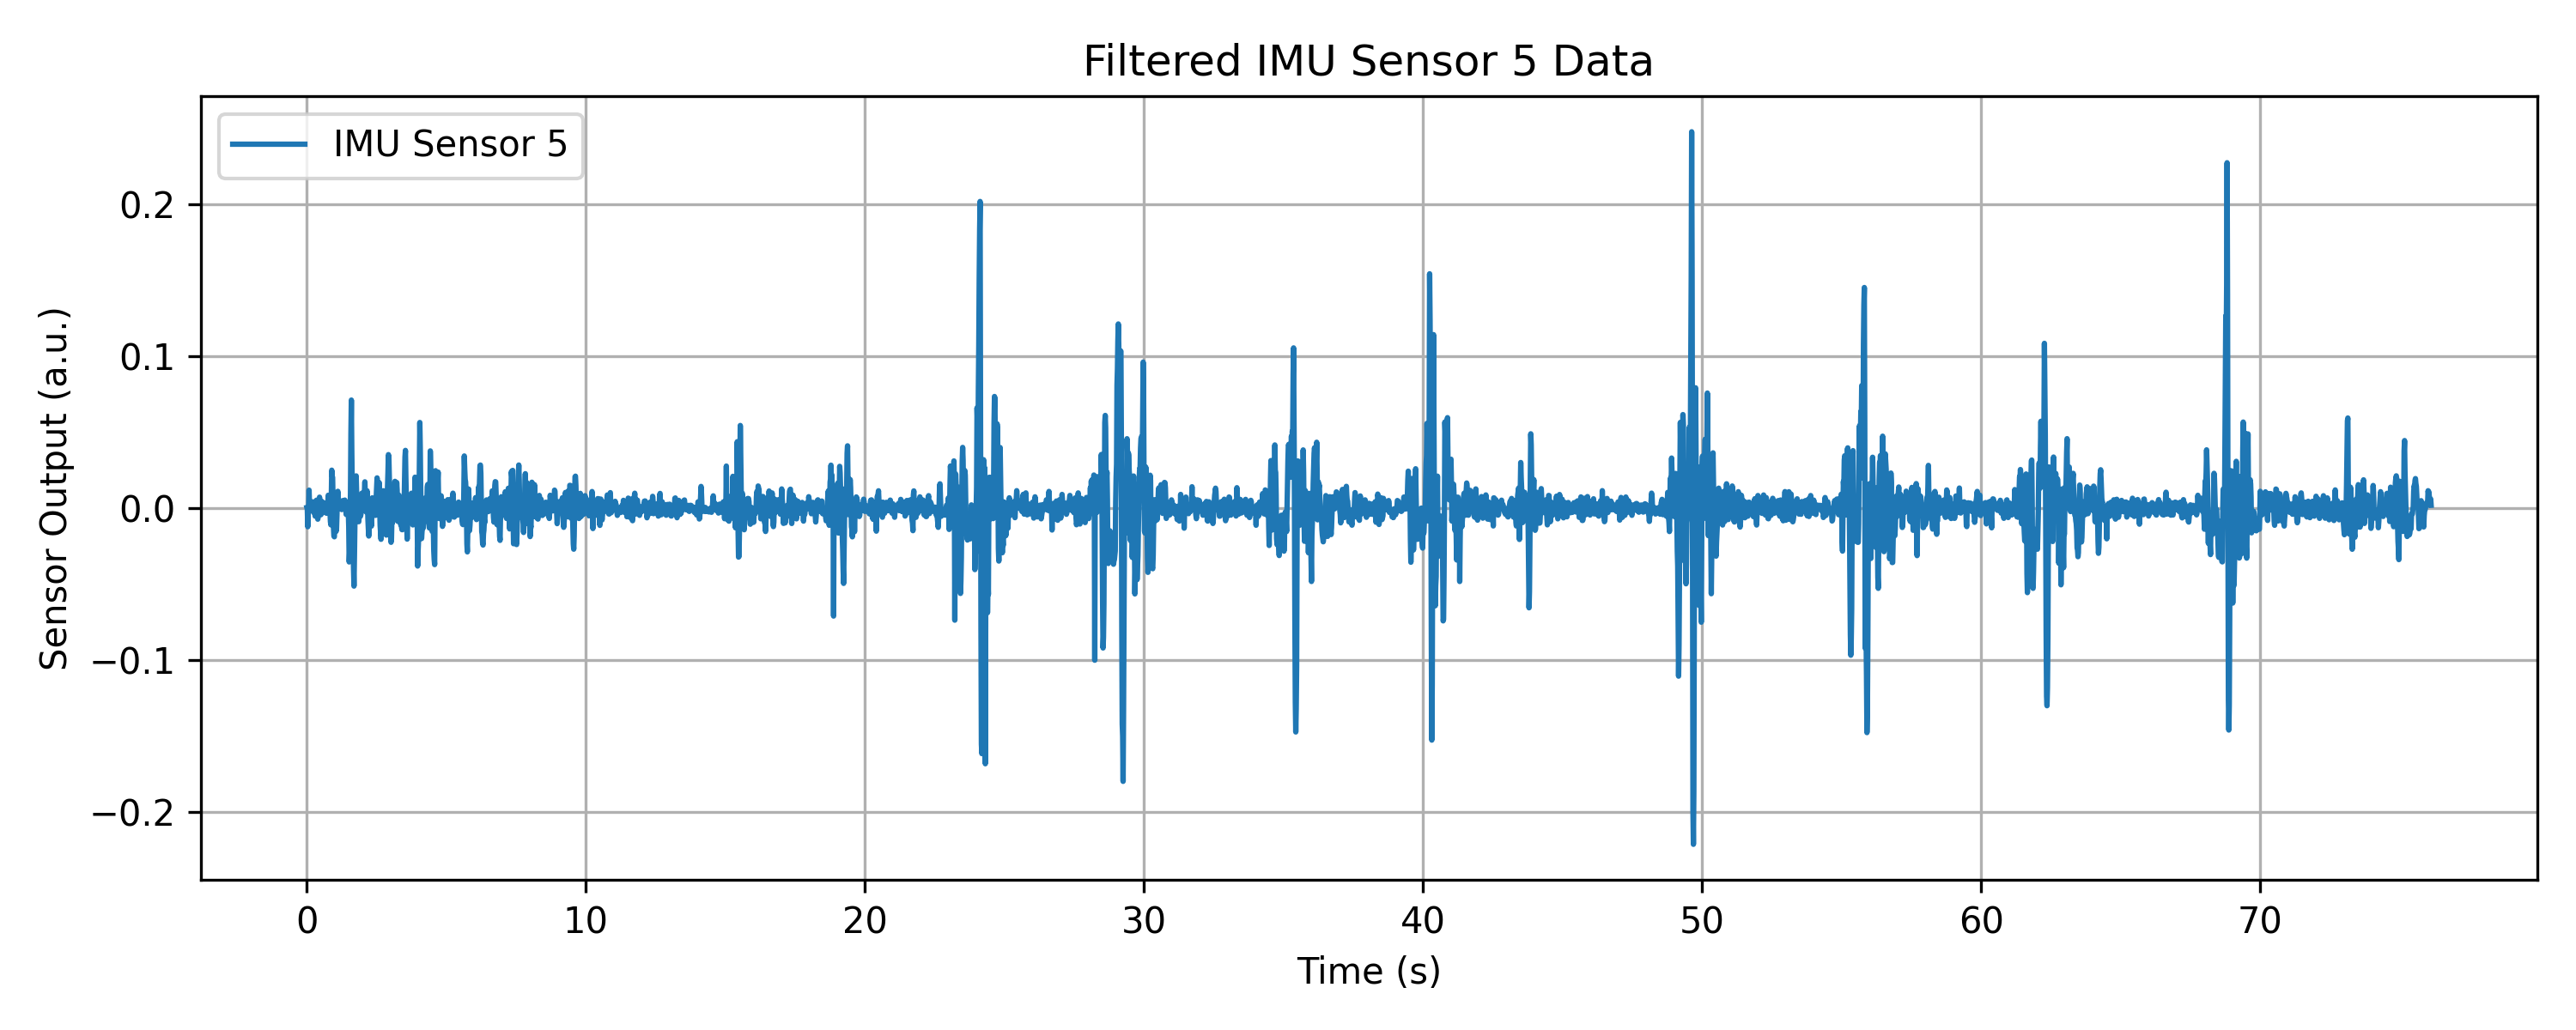 Filtered IMU Sensor 5 Data
IMU Sensor 5
Sensor Output (a.u.)
0.2
0.1
0.0
−0.1
−0.2
0 10 20 30 40 50 60 70
Time (s)